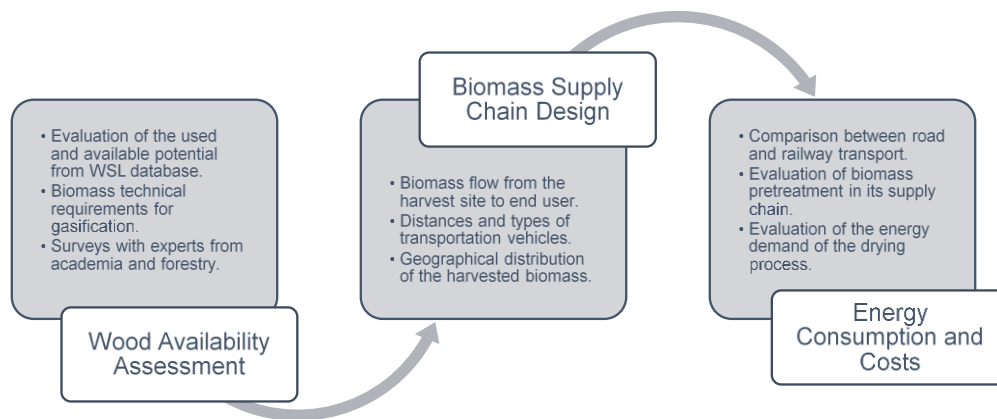 • Evaluation of the used
and available potential
from WSL database.
• Biomass technical
requirements for
gasification.
• Surveys with experts from
academia and forestry.
Wood Availability
Assessment
Biomass Supply
Chain Design
• Biomass flow from the
harvest site to end user.
• Distances and types of
transportation vehicles.
• Geographical distribution
of the harvested biomass.
• Comparison between road
and railway transport.
• Evaluation of biomass
pretreatment in its supply
chain.
• Evaluation of the energy
demand of the drying
process.
Energy
Consumption and
Costs